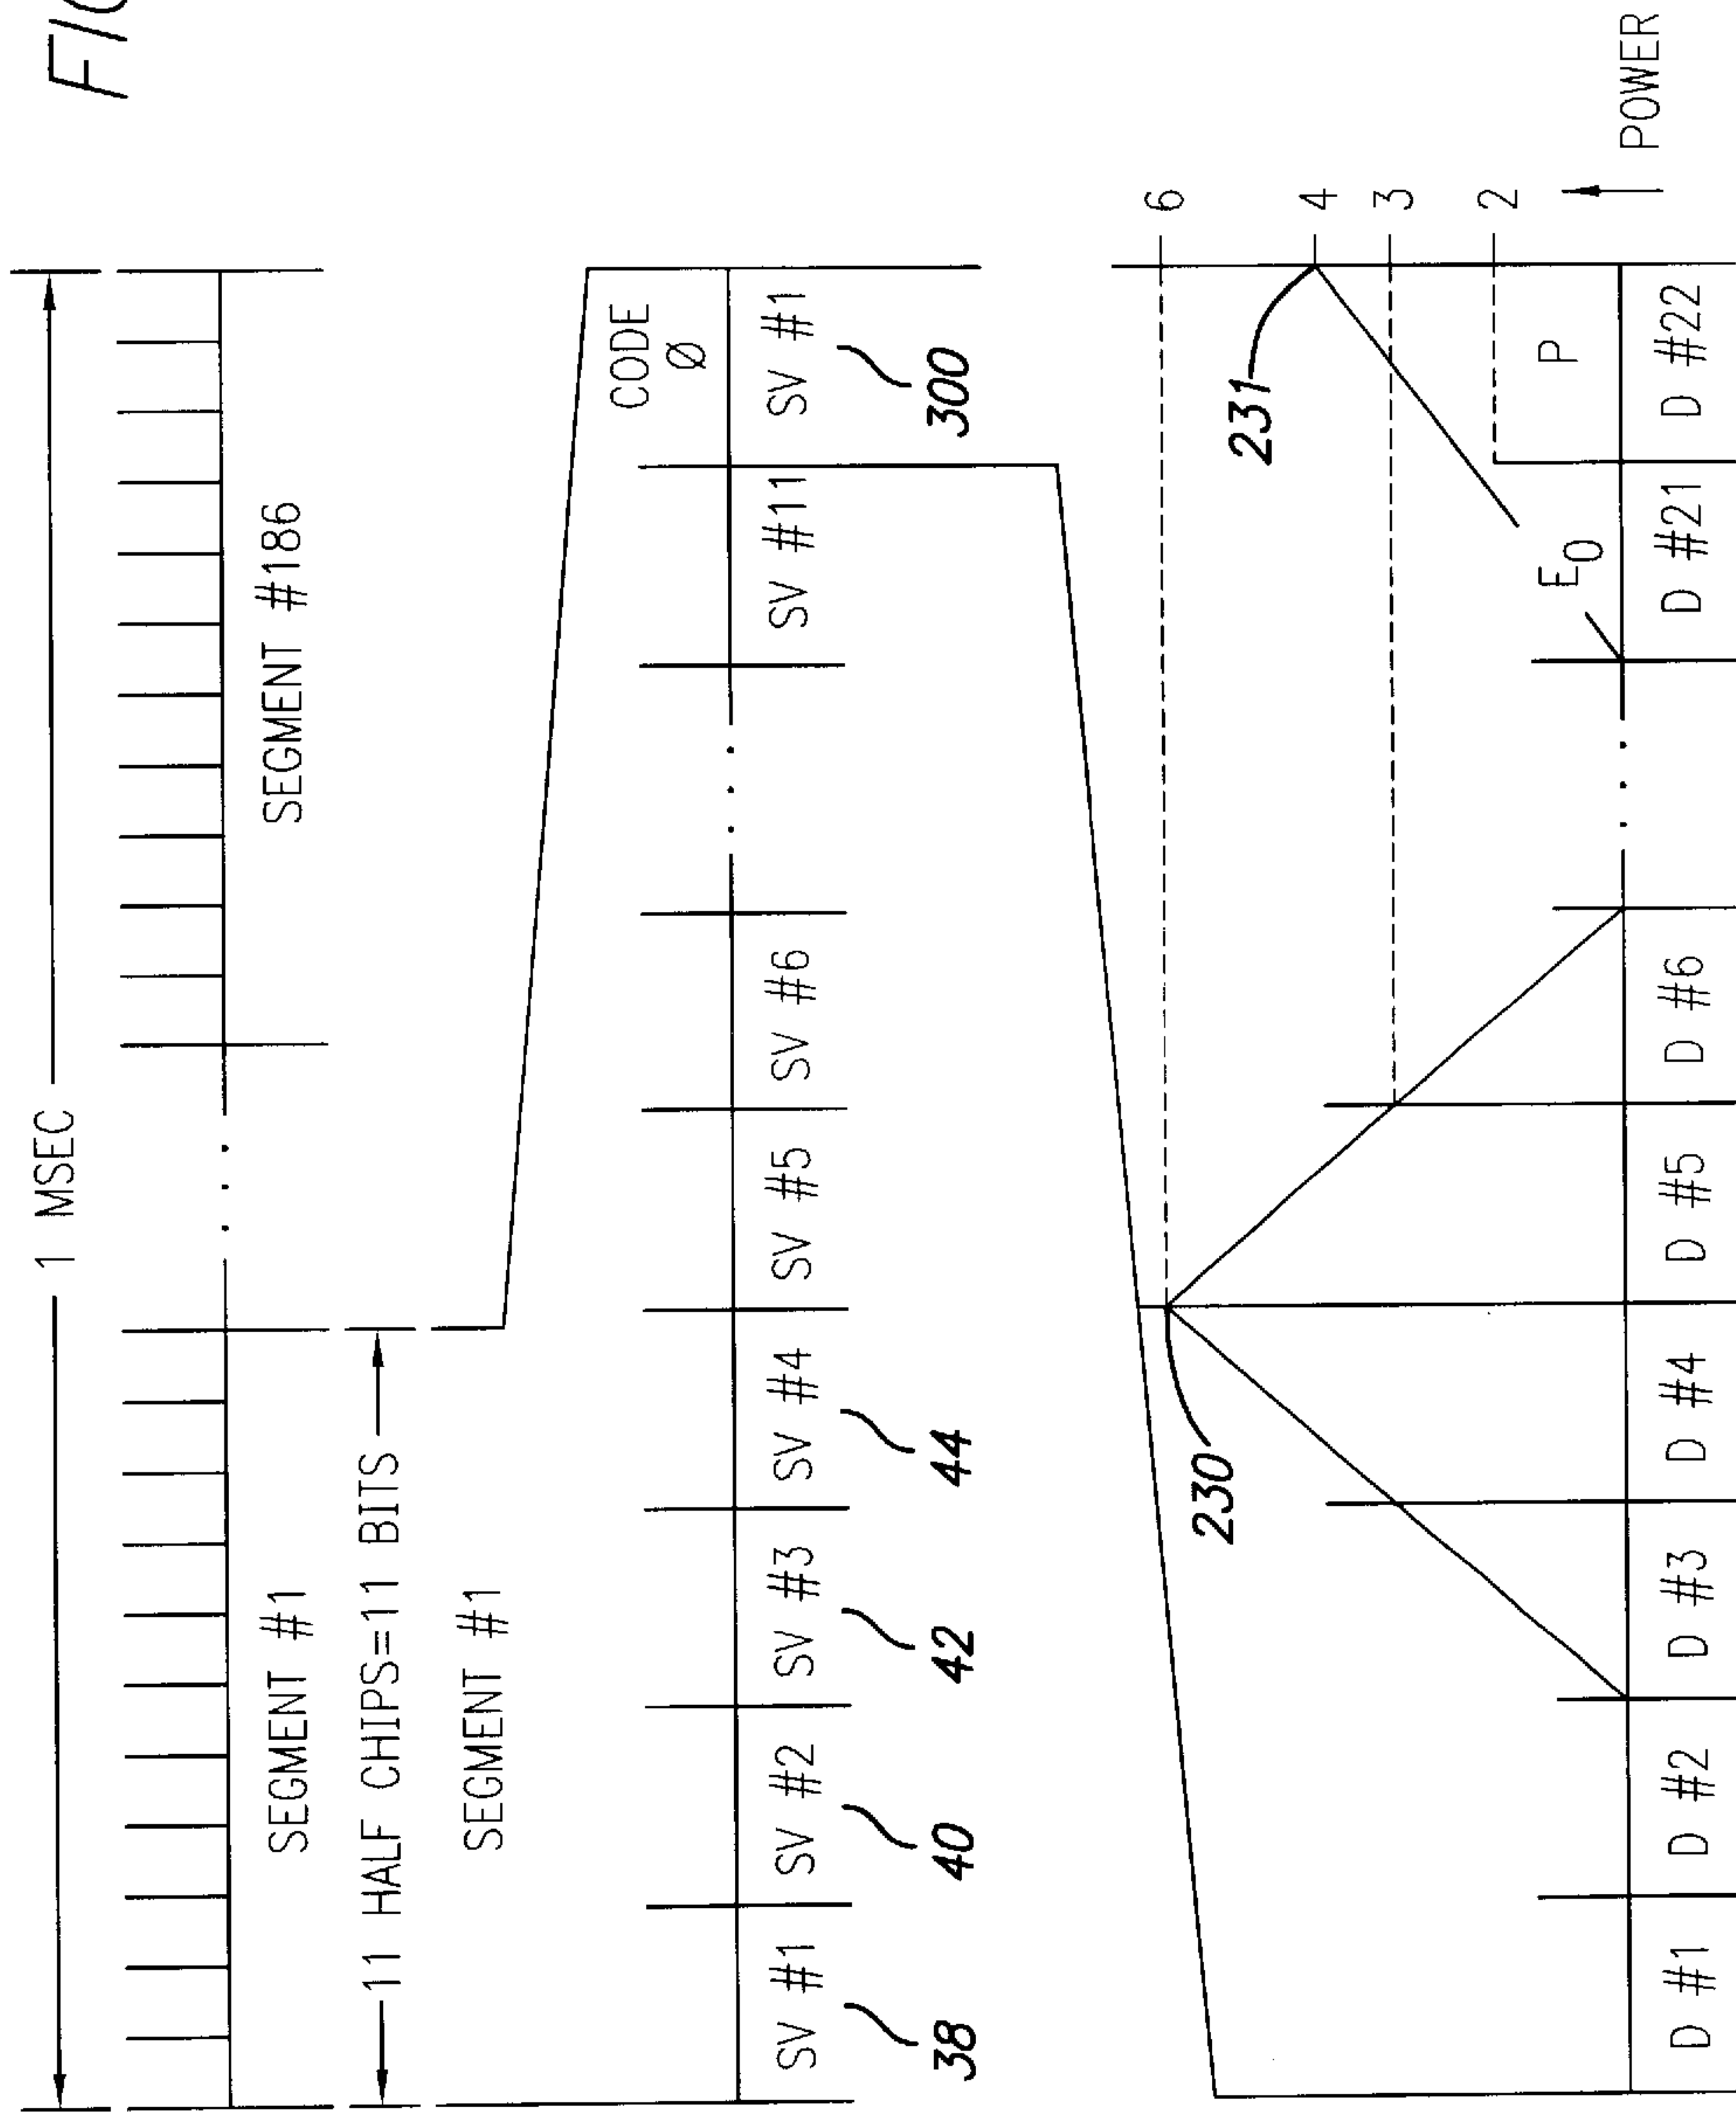 FIG
1 MSEC
SEGMENT #1
SEGMENT #186
11 HALF CHIPS=11 BITS
SEGMENT #1
CODE
Ø
SV #1
SV #2
SV #3
SV #4
SV #5
SV #6
. . .
SV #11
SV #1
38
40
42
44
300
6
4
3
2
POWER
230
231
E0
P
D #1
D #2
D #3
D #4
D #5
D #6
. . .
D #21
D #22